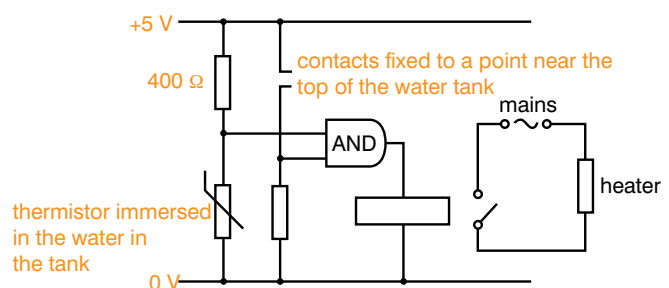 +5 V
400 Ω
contacts fixed to a point near the
top of the water tank
mains
AND
heater
thermistor immersed
in the water in
the tank
0 V